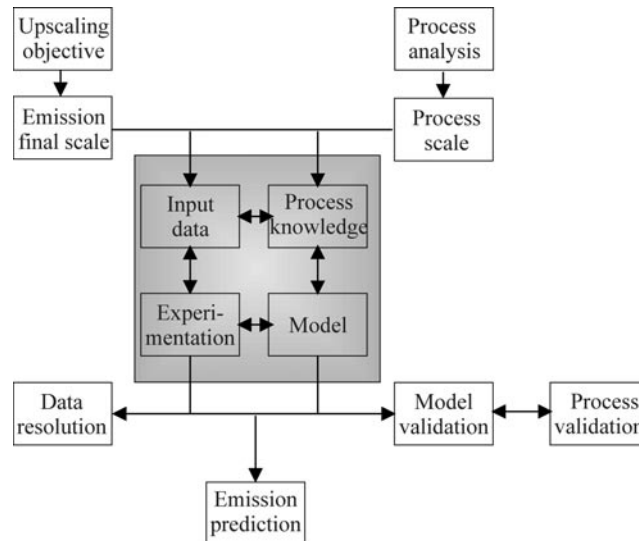 Upscaling
objective
Process
analysis
Emission
final scale
Process
scale
Input
data
Process
knowledge
Experi-
mentation
Model
Data
resolution
Model
validation
Process
validation
Emission
prediction